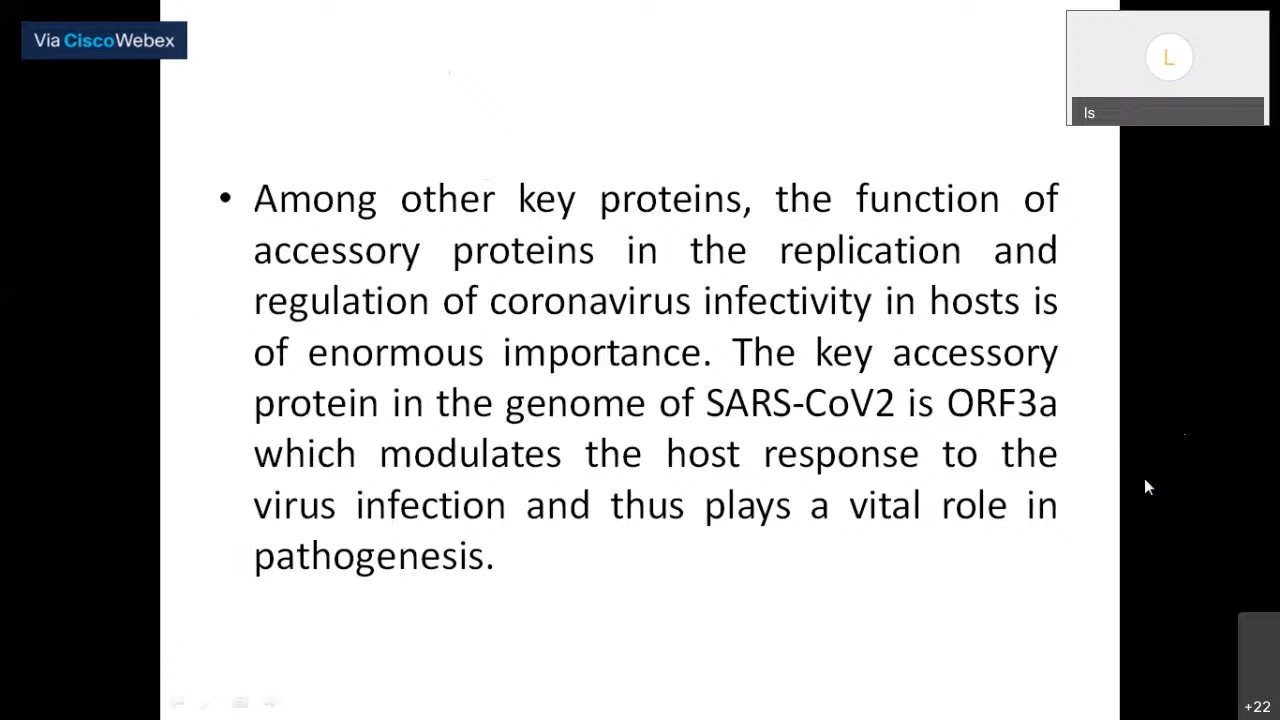 Via CiscoWebex
L
ls
• Among other key proteins, the function of
accessory proteins in the replication and
regulation of coronavirus infectivity in hosts is
of enormous importance. The key accessory
protein in the genome of SARS-CoV2 is ORF3a
which modulates the host response to the
virus infection and thus plays a vital role in
pathogenesis.
+22